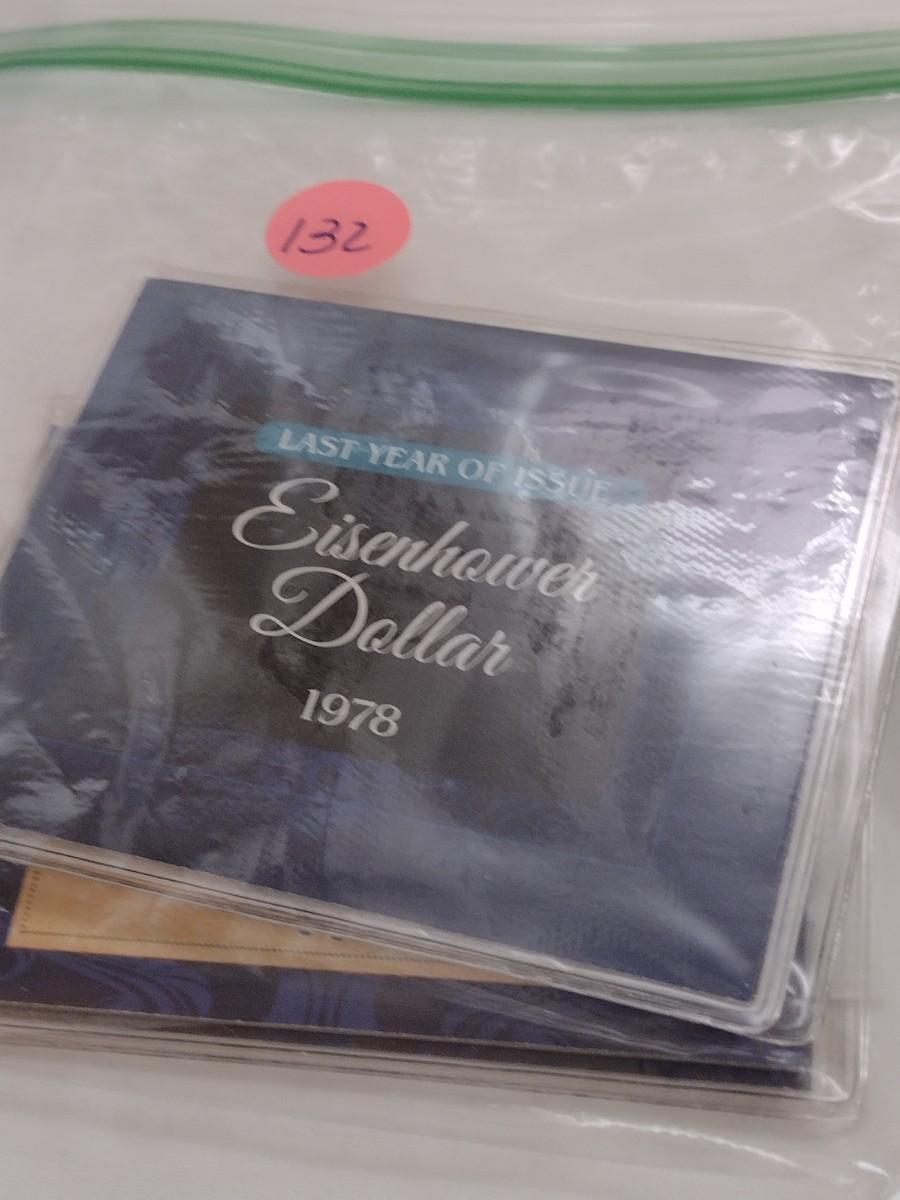 132
LAST YEAR OF ISSUE
Eisenhower
Dollar
1978